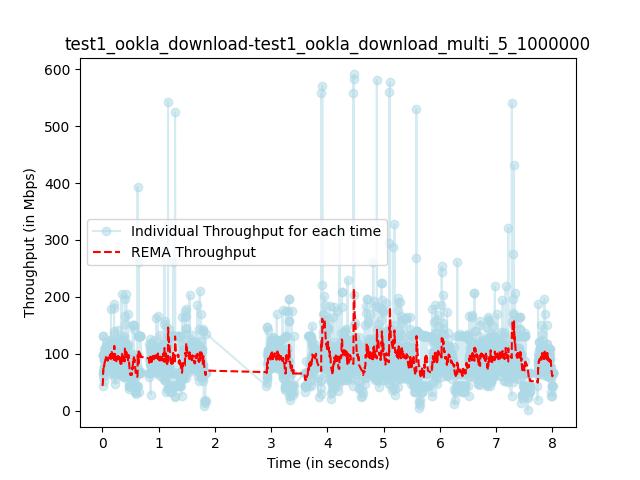 test1_ookla_download-test1_ookla_download_multi_5_1000000
Throughput (in Mbps)
600
500
400
300
200
100
0
Individual Throughput for each time
REMA Throughput
0 1 2 3 4 5 6 7 8
Time (in seconds)